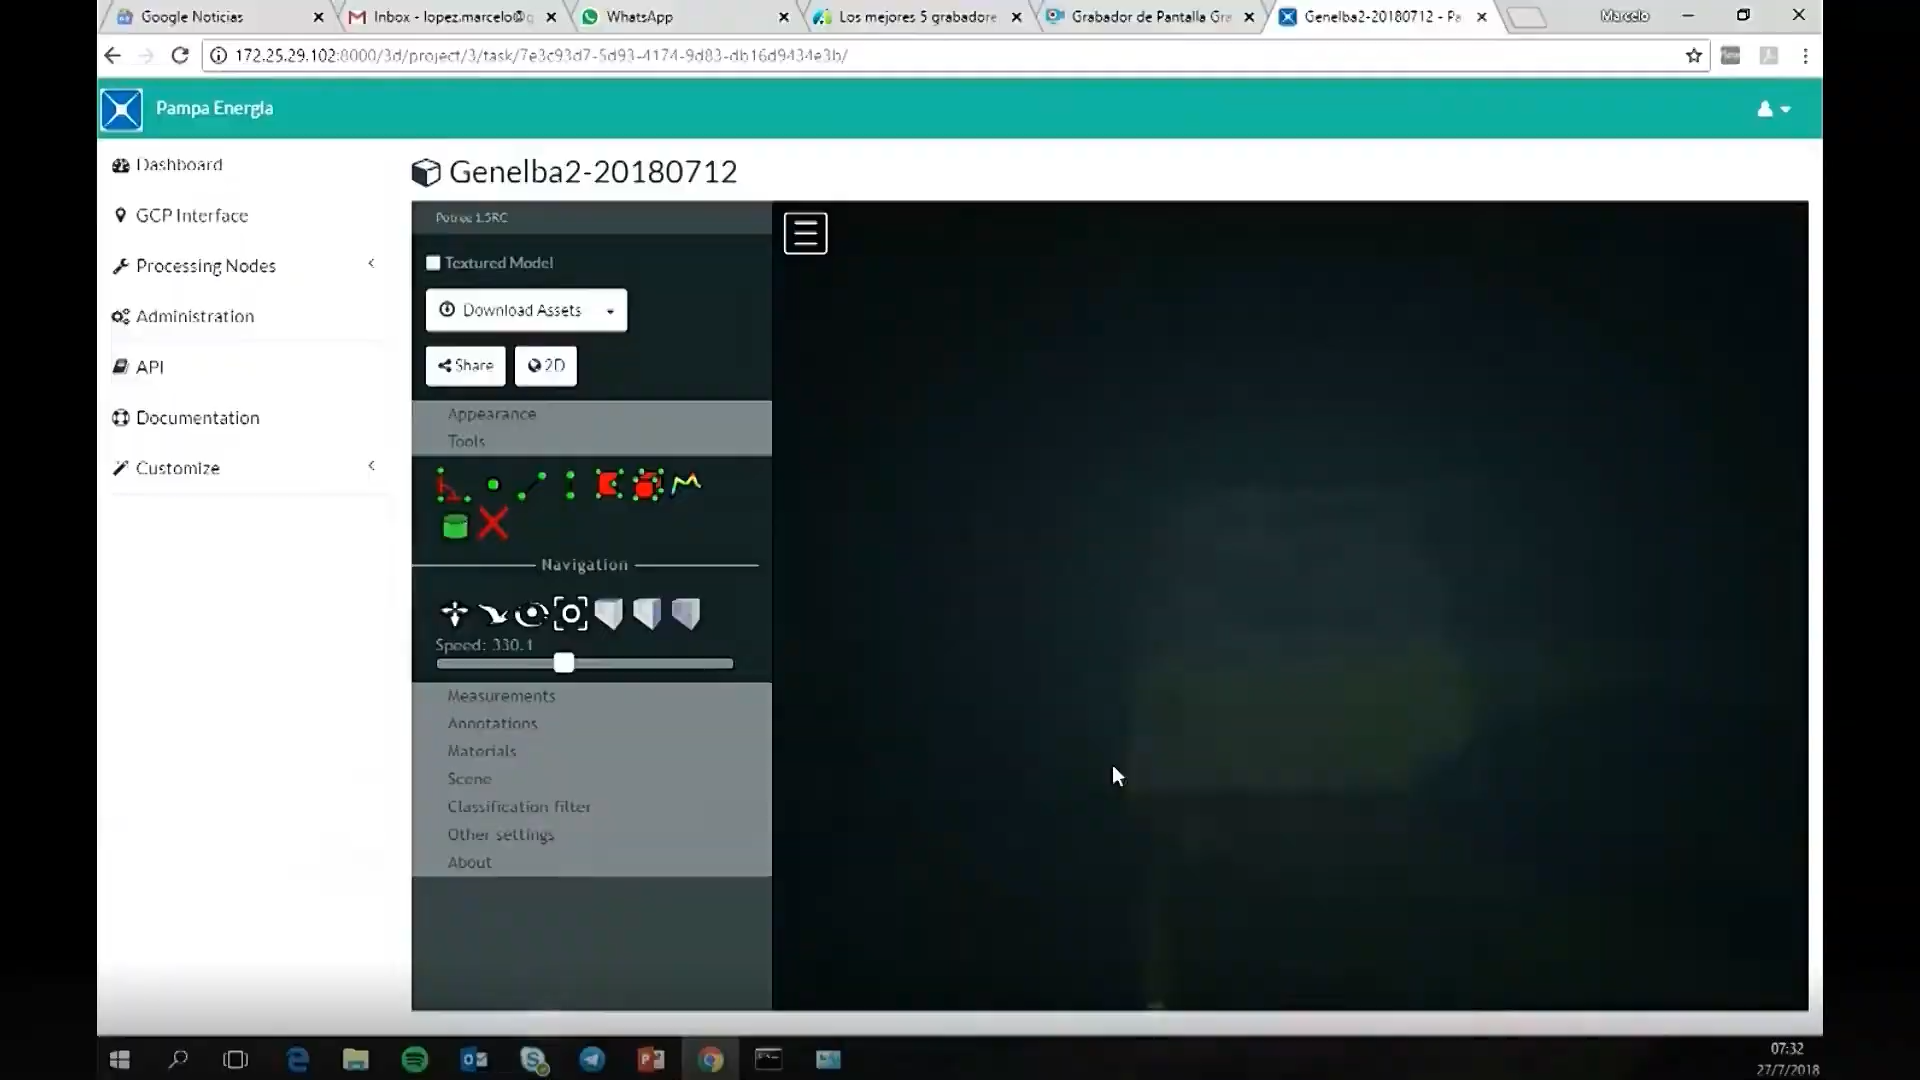 Google Noticias
Inbox - lopez.marcelo@g
WhatsApp
Los mejores 5 grabadore
Grabador de Pantalla Gra
Genelba2-20180712 - Pa
Marcelo
172.25.29.102:8000/3d/project/3/task/7e3c93d7-5d93-4174-9d83-db16d9434e3b/
Pampa Energía
Dashboard
GCP Interface
Processing Nodes
Administration
API
Documentation
Customize
Genelba2-20180712
Potree 1.5RC
Textured Model
Download Assets
Share
2D
Appearance
Tools
Navigation
Speed: 330.1
Measurements
Annotations
Materials
Scene
Classification filter
Other settings
About
07:32
27/7/2018